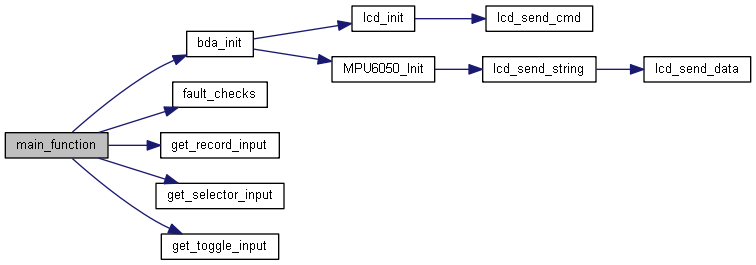 lcd_init
lcd_send_cmd
bda_init
MPU6050_Init
lcd_send_string
lcd_send_data
fault_checks
main_function
get_record_input
get_selector_input
get_toggle_input